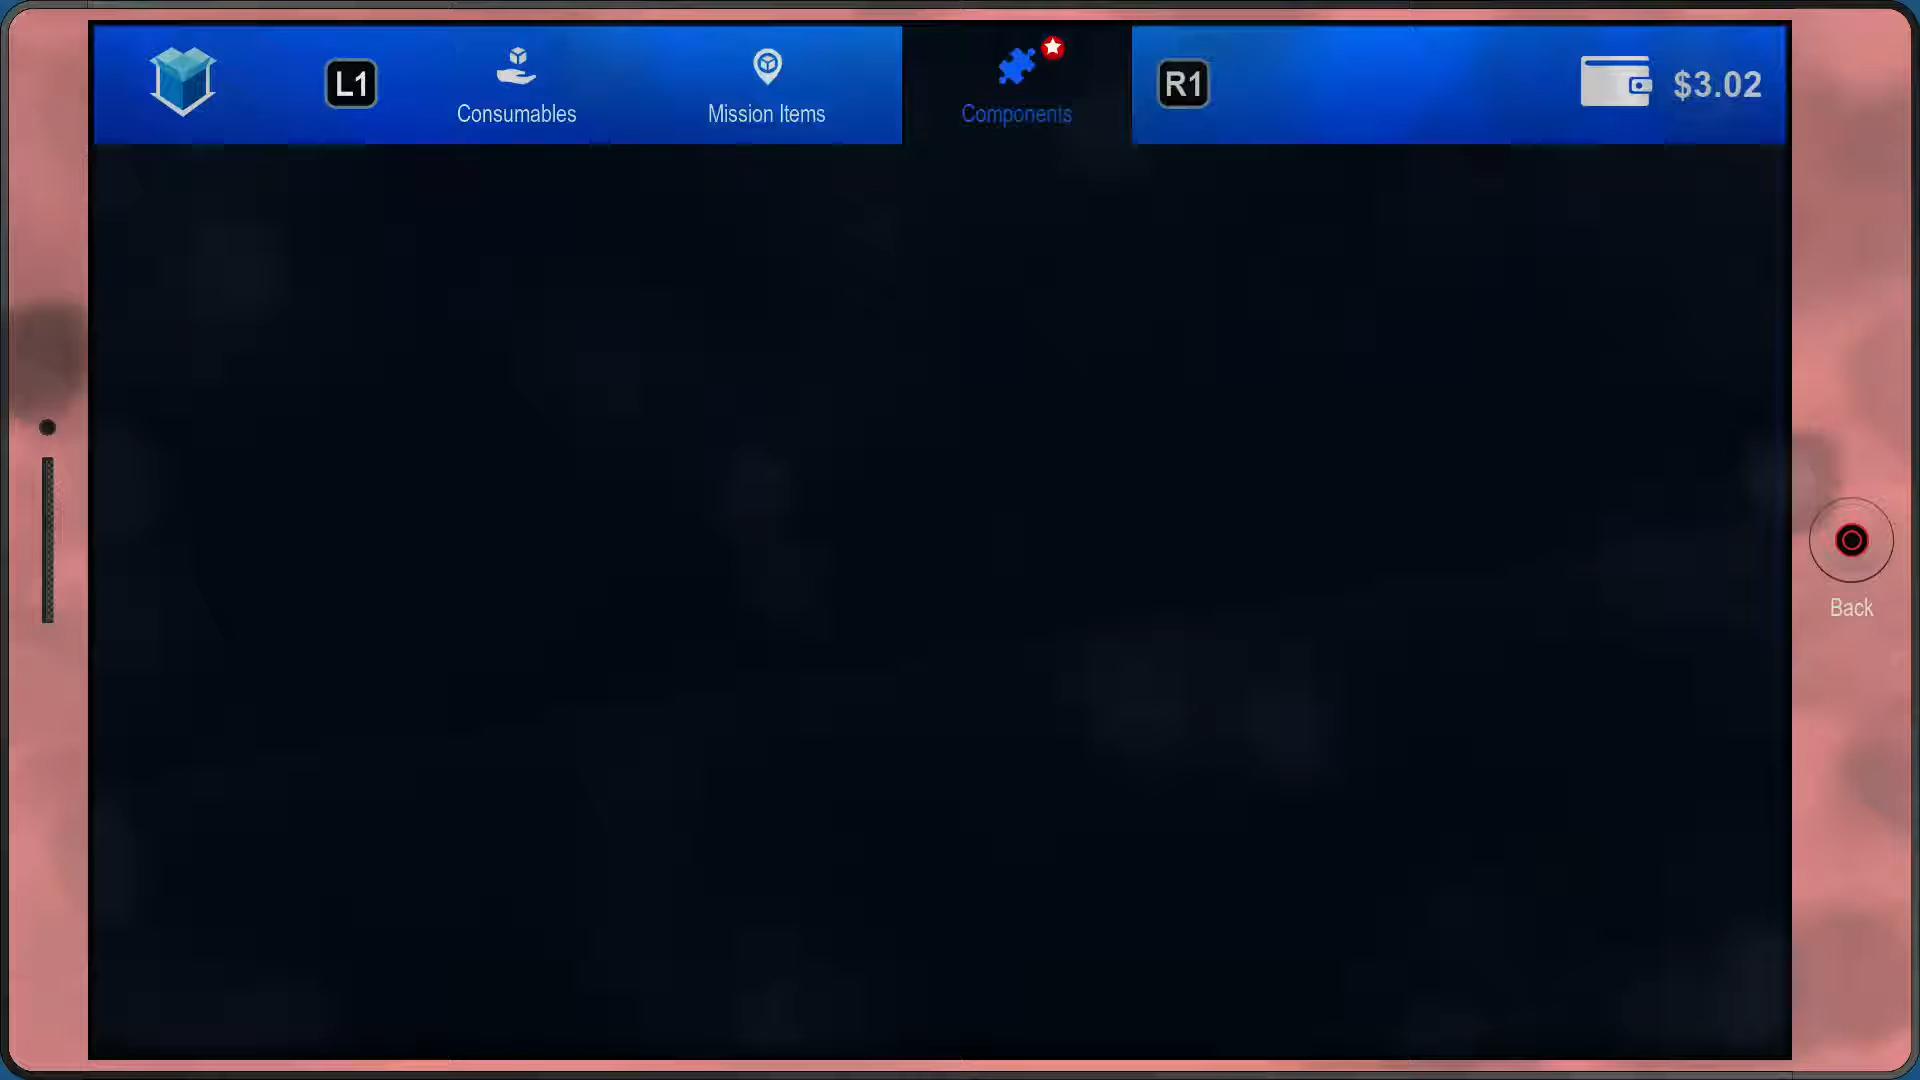 L1
Consumables
Mission Items
Components
R1
$3.02
Back